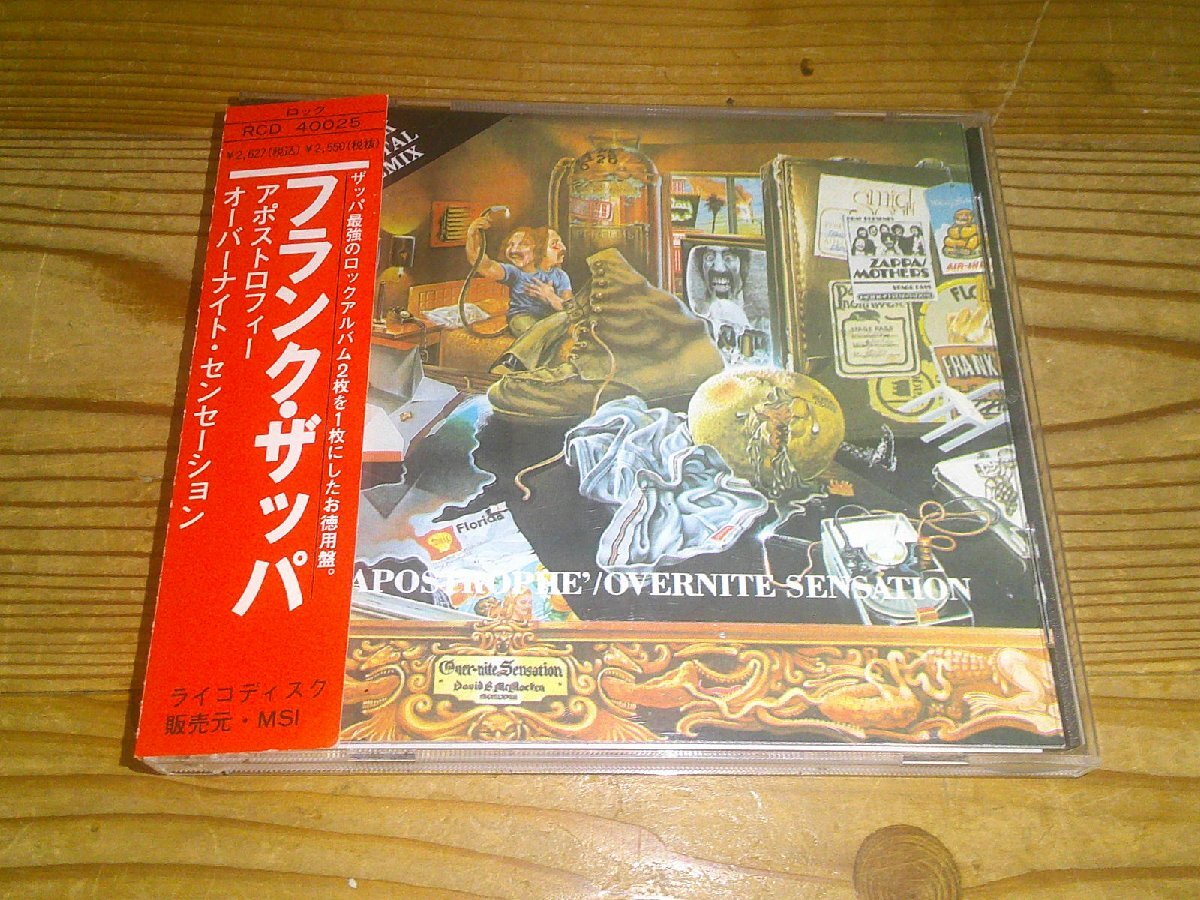 ロック
RCD 40025
¥2,627(税込) ¥2,550(税抜)
ザッパ最強のロックアルバム2枚を1枚にしたお徳用盤。
フランク・ザッパ
アポストロフィー
オーバーナイト・センセーション
ライコディスク
販売元・MSI
ZAPPA/
MOTHERS
FRANK
Florida
APOSTROPHE'/OVERNITE SENSATION
Over-nite Sensation